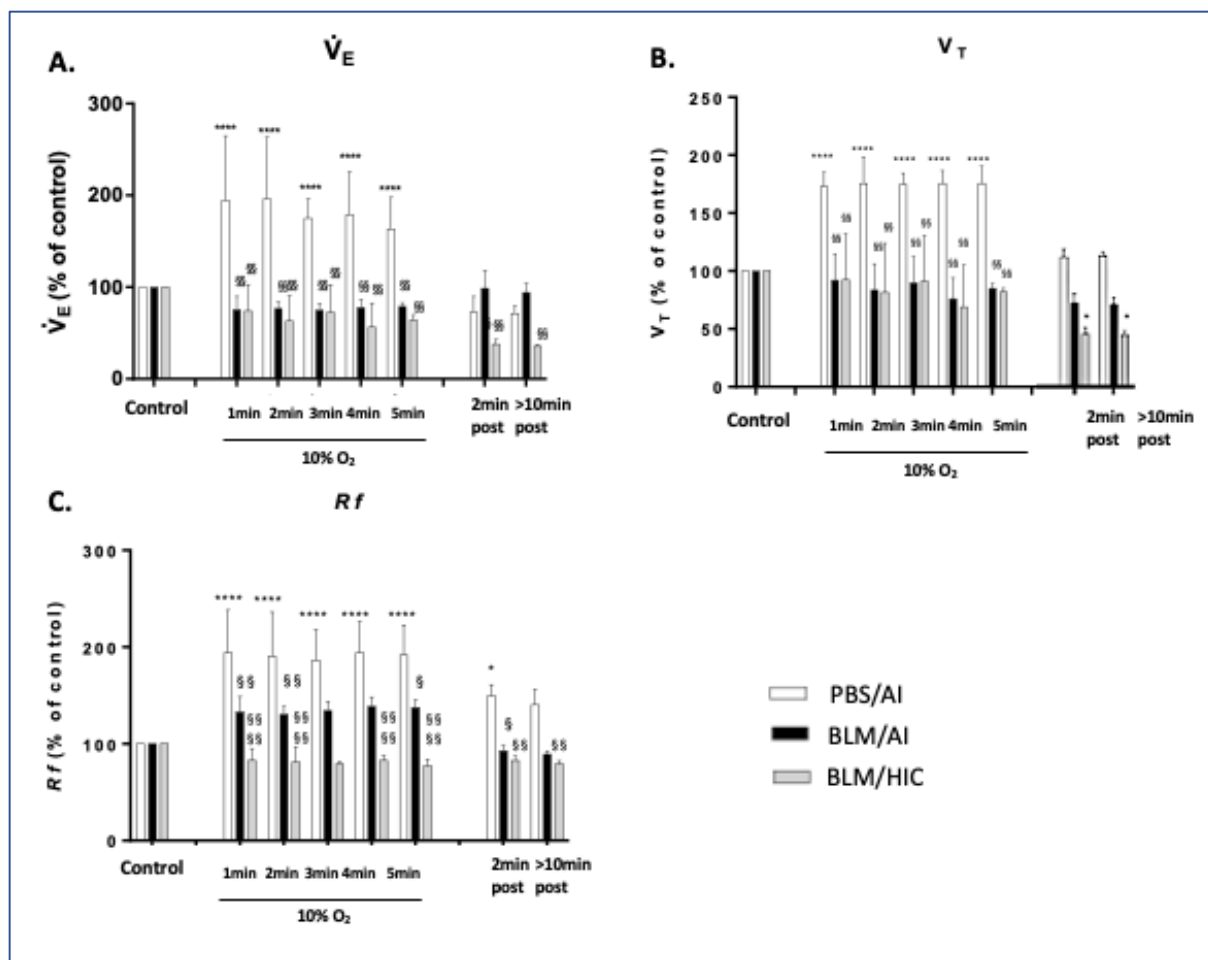 A.
V̇E
V̇E (% of control)
300
200
100
0
**** **** **** **** ****
§§ §§ §§ §§ §§ §§ §§ §§ §§ §§
§§ §§
Control
1min 2min 3min 4min 5min
10% O₂
2min >10min
post post
B.
V T
VT (% of control)
250
200
150
100
50
0
**** **** **** **** ****
§§ §§ §§ §§ §§ §§ §§ §§ §§ §§
* *
Control
1min 2min 3min 4min 5min
10% O₂
2min >10min
post post
C.
Rf
Rf (% of control)
300
200
100
0
**** **** **** **** ****
*
§§ §§ §
§§ §§ §§ §§
§§ §§ §§ §§
§
§§ §§
Control
1min 2min 3min 4min 5min
10% O₂
2min >10min
post post
PBS/AI
BLM/AI
BLM/HIC